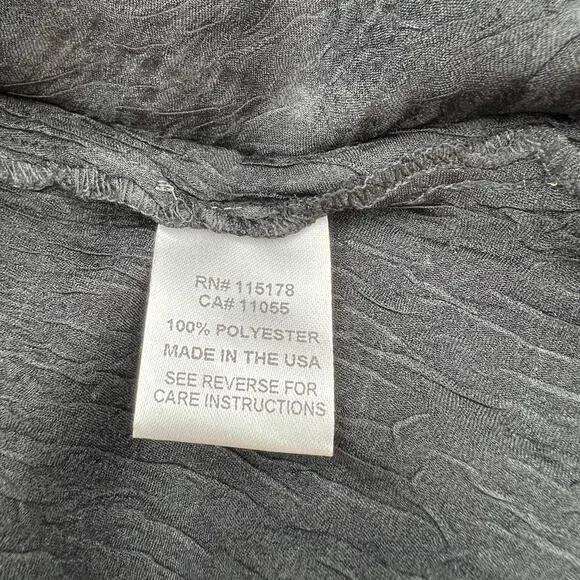 RN# 115178
CA# 11055
100% POLYESTER
MADE IN THE USA
SEE REVERSE FOR
CARE INSTRUCTIONS